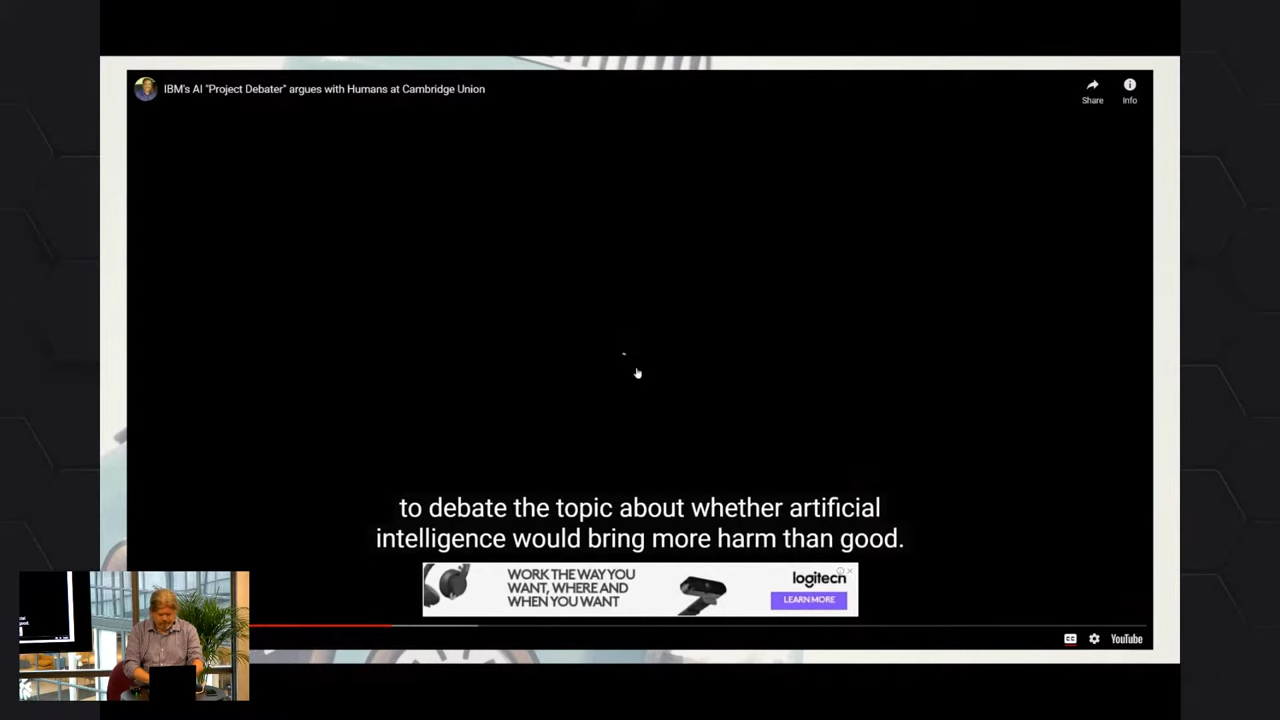 IBM's AI "Project Debater" argues with Humans at Cambridge Union
Share
Info
to debate the topic about whether artificial
intelligence would bring more harm than good.
WORK THE WAY YOU
WANT, WHERE AND
WHEN YOU WANT
logitech
LEARN MORE
CC
YouTube